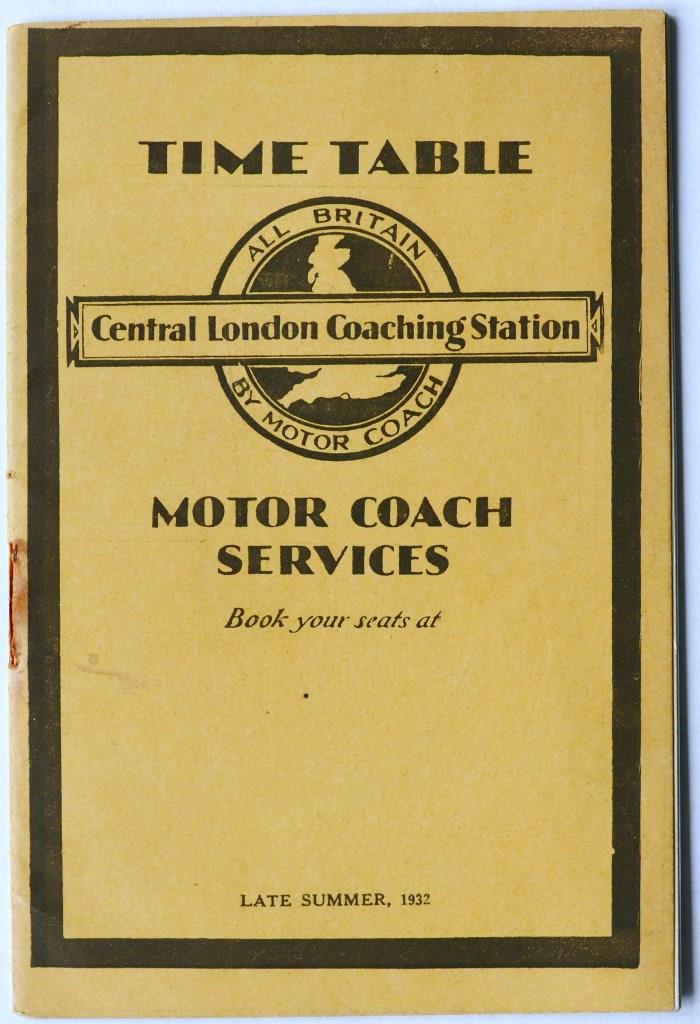 TIME TABLE
ALL BRITAIN
Central London Coaching Station
BY MOTOR COACH
MOTOR COACH
SERVICES
Book your seats at
LATE SUMMER, 1932